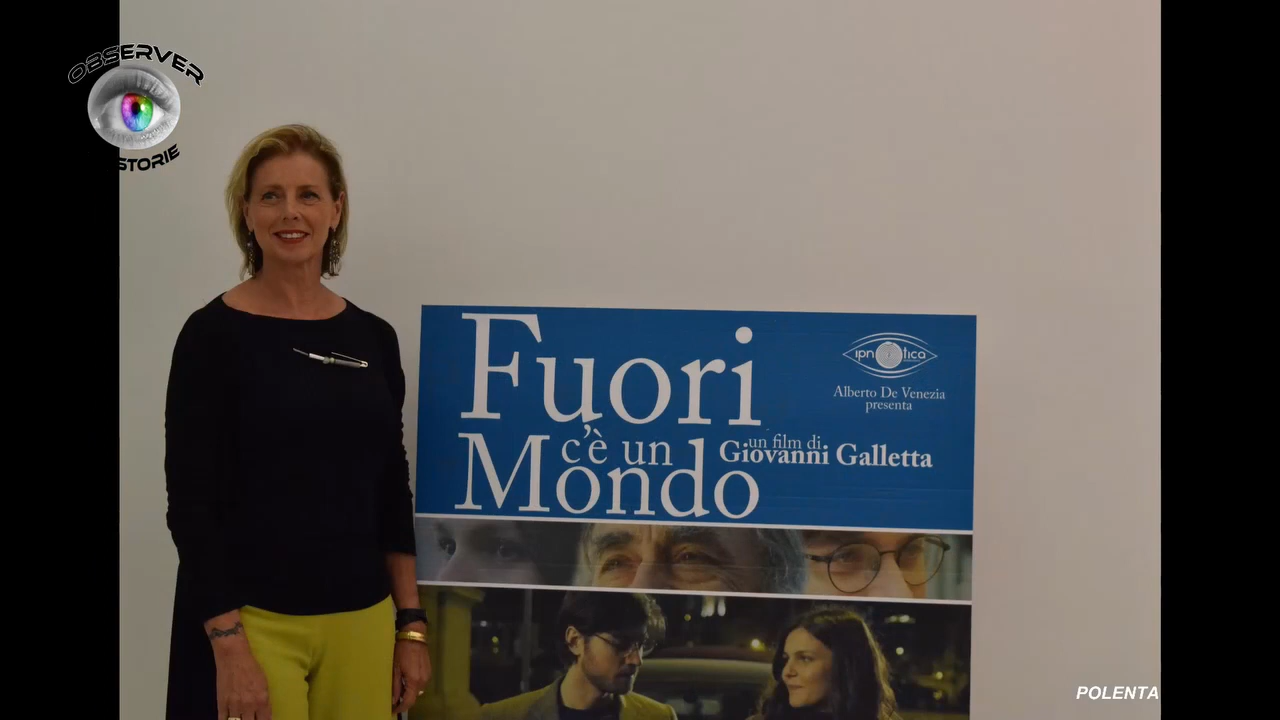 OBSERVER
STORIE
Fuori
c'è un
Mondo
ipnotica
Alberto De Venezia
presenta
un film di
Giovanni Galletta
POLENTA